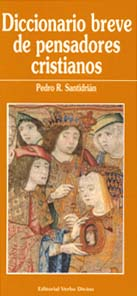 Diccionario breve
de pensadores
cristianos
Pedro R. Santidrián
Editorial Verbo Divino